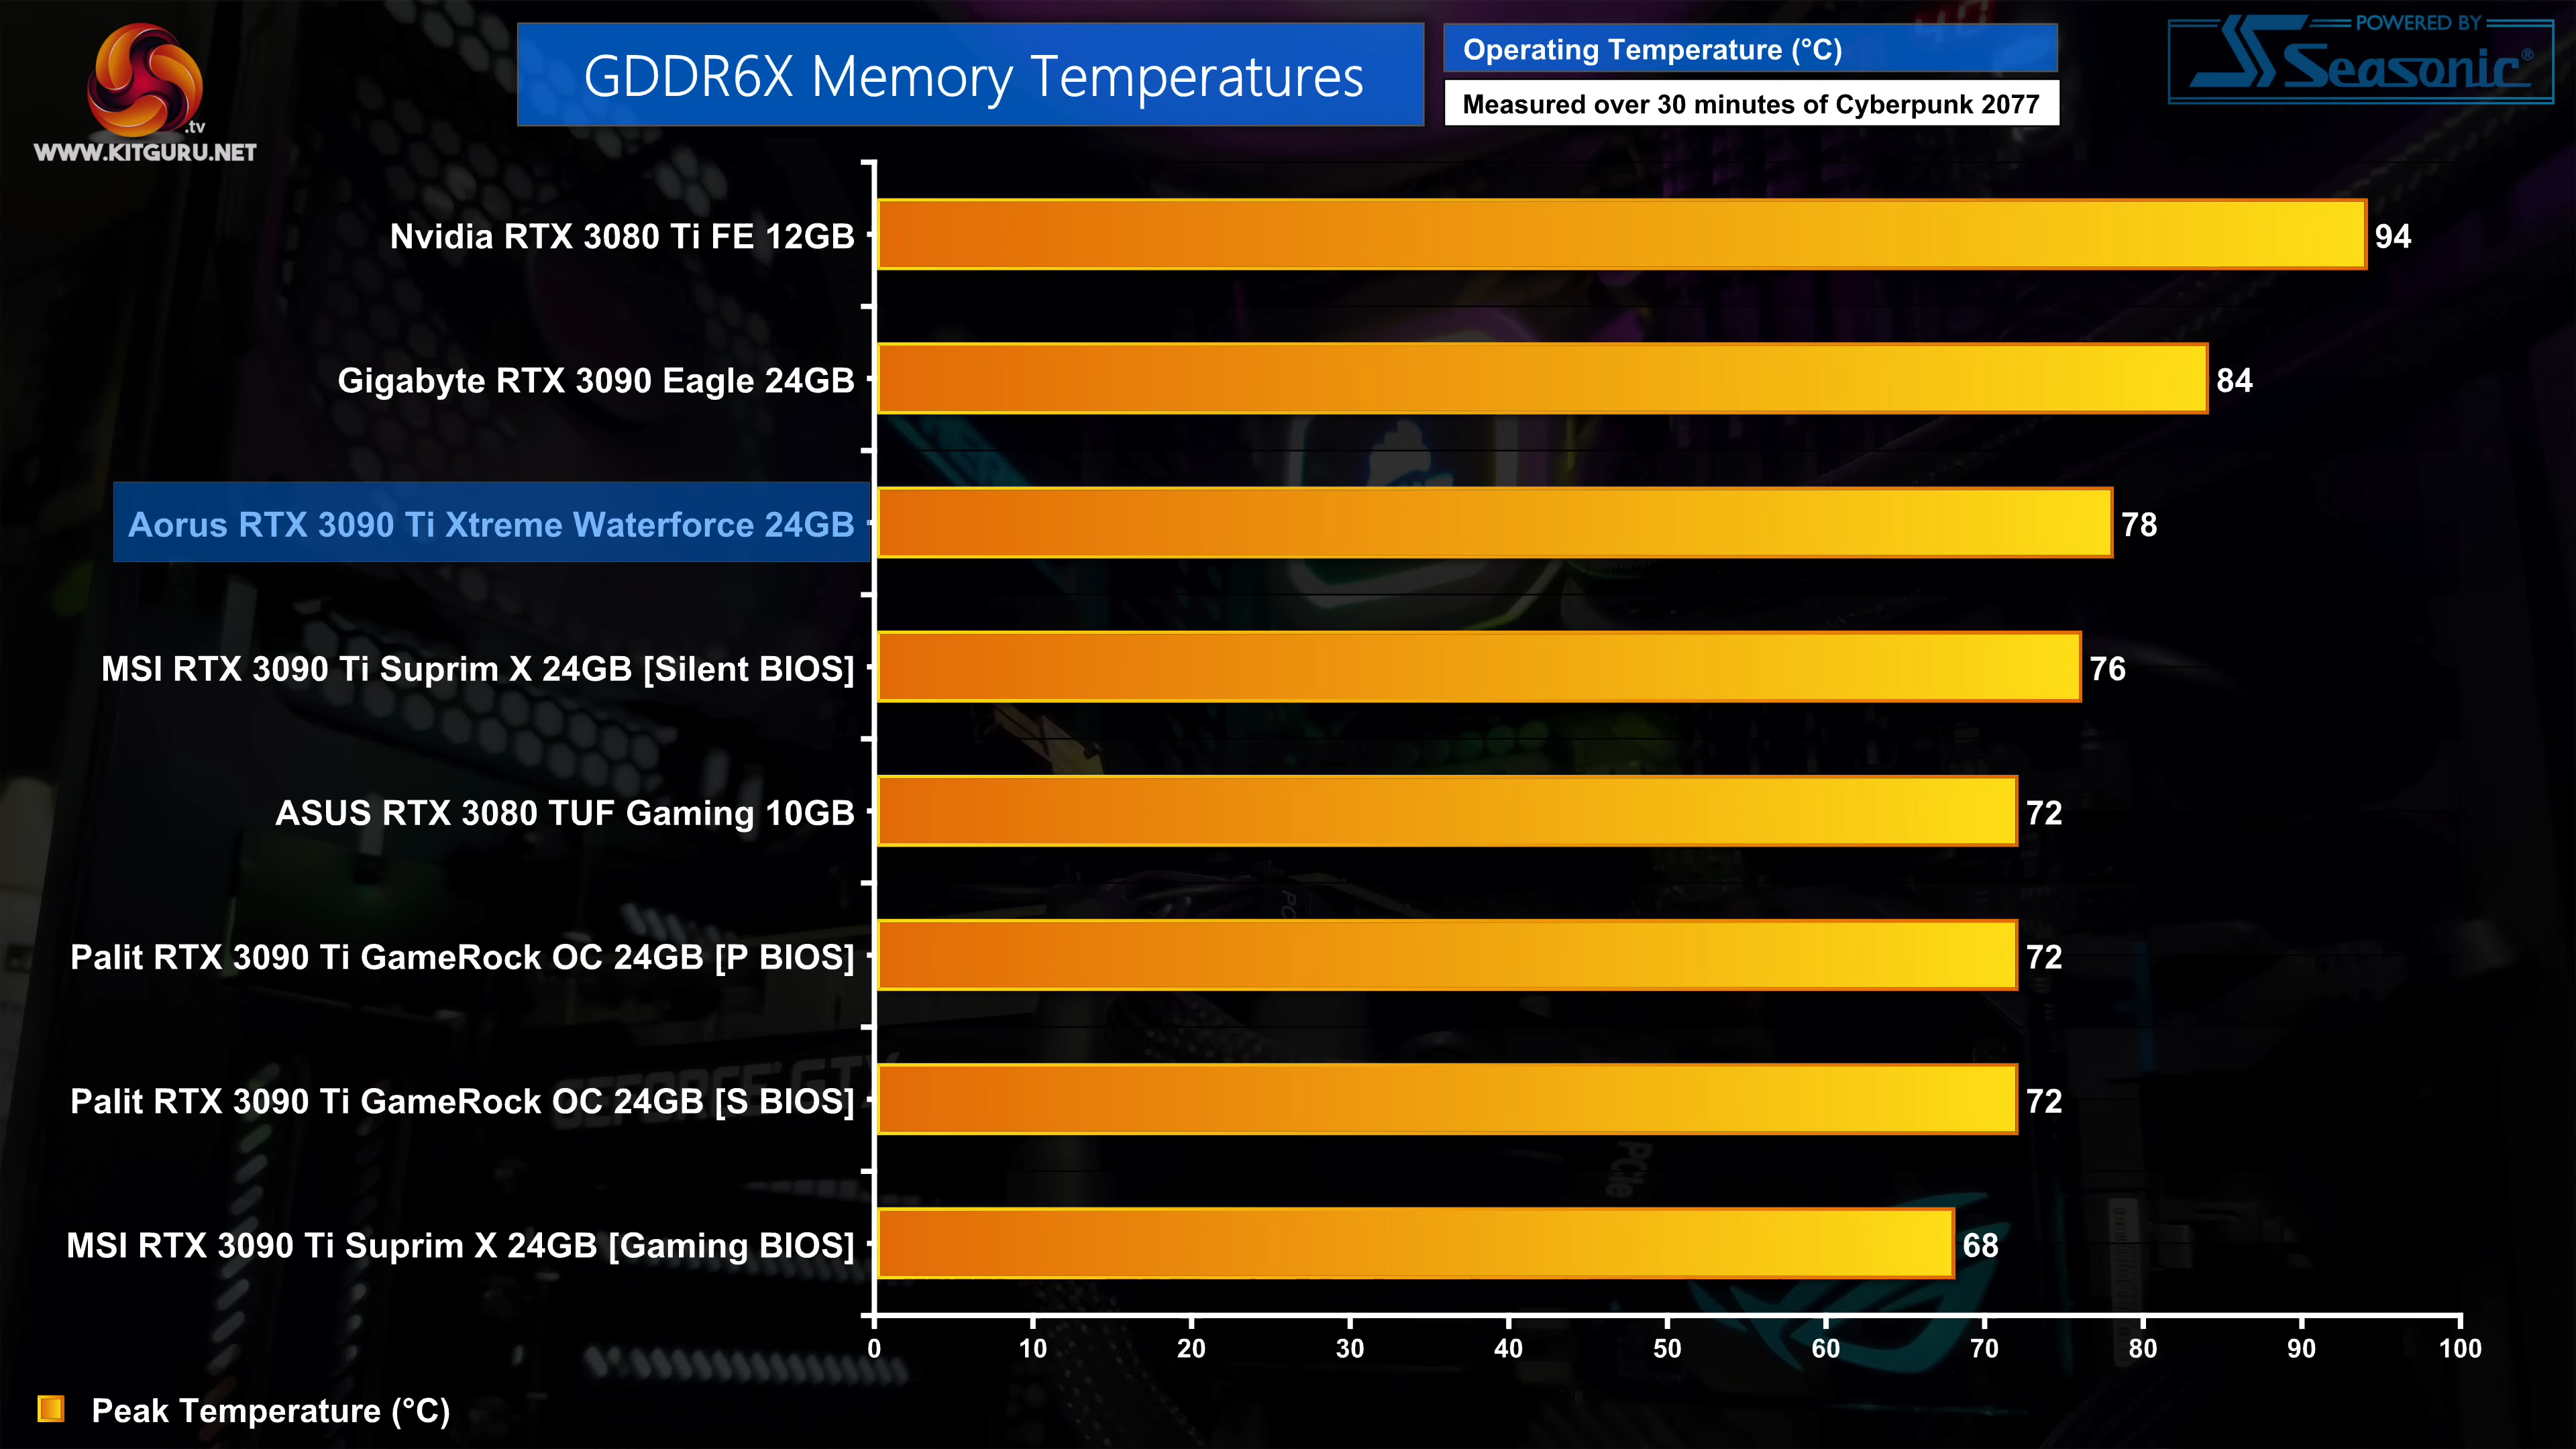 .tv
WWW.KITGURU.NET
GDDR6X Memory Temperatures
Operating Temperature (°C)
Measured over 30 minutes of Cyberpunk 2077
POWERED BY
Seasonic®
Nvidia RTX 3080 Ti FE 12GB 94
Gigabyte RTX 3090 Eagle 24GB 84
Aorus RTX 3090 Ti Xtreme Waterforce 24GB 78
MSI RTX 3090 Ti Suprim X 24GB [Silent BIOS] 76
ASUS RTX 3080 TUF Gaming 10GB 72
Palit RTX 3090 Ti GameRock OC 24GB [P BIOS] 72
Palit RTX 3090 Ti GameRock OC 24GB [S BIOS] 72
GEFORCE GTX
PCIe
MSI RTX 3090 Ti Suprim X 24GB [Gaming BIOS] 68
0 10 20 30 40 50 60 70 80 90 100
Peak Temperature (°C)